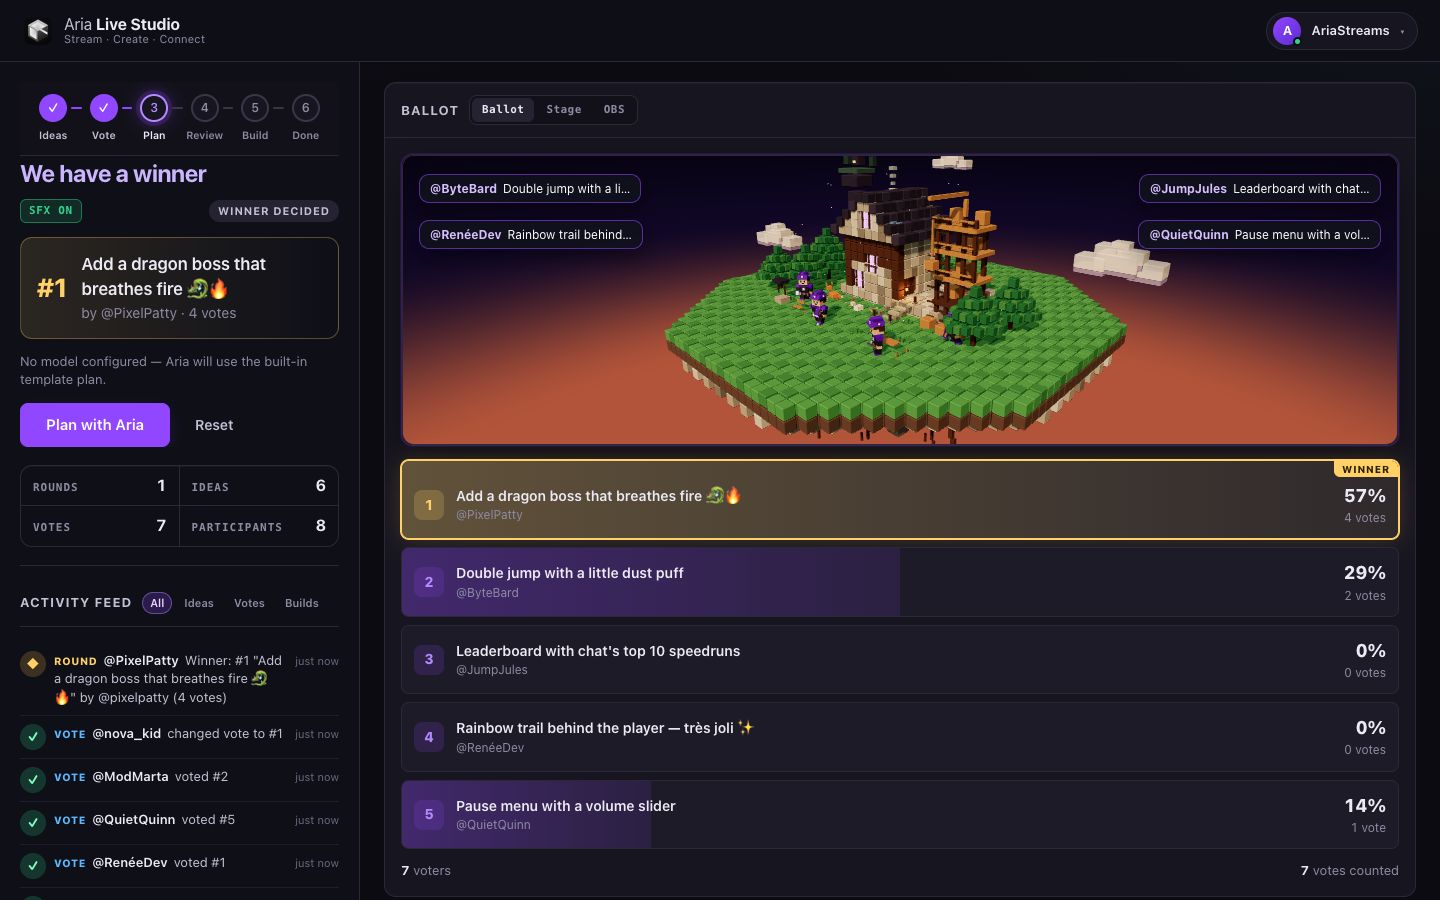 Aria Live Studio
Stream · Create · Connect
A
AriaStreams
3
4
5
6
Ideas
Vote
Plan
Review
Build
Done
We have a winner
SFX ON
WINNER DECIDED
#1
Add a dragon boss that
breathes fire 🐉🔥
by @PixelPatty · 4 votes
No model configured — Aria will use the built-in
template plan.
Plan with Aria
Reset
ROUNDS 1
IDEAS 6
VOTES 7
PARTICIPANTS 8
ACTIVITY FEED
All
Ideas
Votes
Builds
ROUND @PixelPatty Winner: #1 "Add just now
a dragon boss that breathes fire 🐉
🔥" by @pixelpatty (4 votes)
VOTE @nova_kid changed vote to #1 just now
VOTE @ModMarta voted #2 just now
VOTE @QuietQuinn voted #5 just now
VOTE @RenéeDev voted #1 just now
BALLOT
Ballot
Stage
OBS
@ByteBard Double jump with a li...
@JumpJules Leaderboard with chat...
@RenéeDev Rainbow trail behind...
@QuietQuinn Pause menu with a vol...
WINNER
1
Add a dragon boss that breathes fire 🐉🔥
@PixelPatty
57%
4 votes
2
Double jump with a little dust puff
@ByteBard
29%
2 votes
3
Leaderboard with chat's top 10 speedruns
@JumpJules
0%
0 votes
4
Rainbow trail behind the player — très joli ✨
@RenéeDev
0%
0 votes
5
Pause menu with a volume slider
@QuietQuinn
14%
1 vote
7 voters
7 votes counted